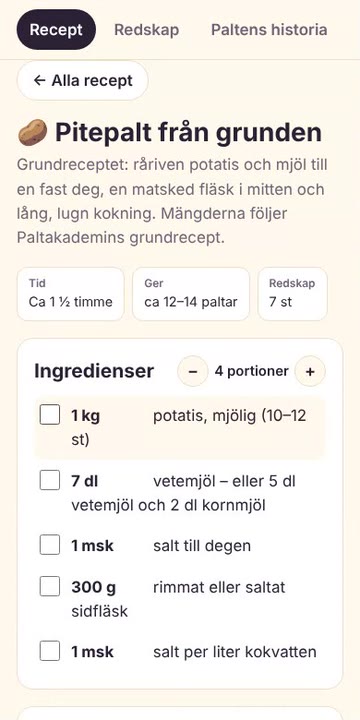 Recept Redskap Paltens historia
← Alla recept
🥔 Pitepalt från grunden
Grundreceptet: råriven potatis och mjöl till
en fast deg, en matsked fläsk i mitten och
lång, lugn kokning. Mängderna följer
Paltakademins grundrecept.
Tid Ger Redskap
Ca 1 ½ timme ca 12–14 paltar 7 st
Ingredienser − 4 portioner +
1 kg potatis, mjölig (10–12
st)
7 dl vetemjöl – eller 5 dl
vetemjöl och 2 dl kornmjöl
1 msk salt till degen
300 g rimmat eller saltat
sidfläsk
1 msk salt per liter kokvatten